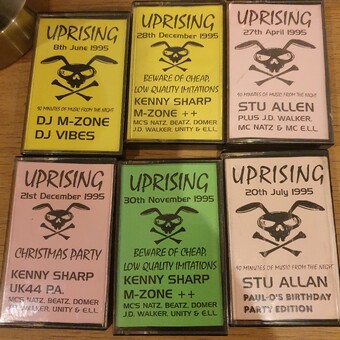 UPRISING
8th June 1995
90 MINUTES OF MUSIC FROM THE NIGHT
DJ M-ZONE
DJ VIBES
UPRISING
28th December 1995
BEWARE OF CHEAP,
LOW QUALITY IMITATIONS
KENNY SHARP
M-ZONE ++
MC'S NATZ, BEATZ, DOMER
J.D. WALKER, UNITY & E.L.L.
UPRISING
27th April 1995
90 MINUTES OF MUSIC FROM THE NIGHT
STU ALLEN
PLUS J.D. WALKER,
MC NATZ & MC E.L.L.
UPRISING
21st December 1995
CHRISTMAS PARTY
KENNY SHARP
UK44 P.A.
MC'S NATZ, BEATZ, DOMER
J.D. WALKER, UNITY & E.L.L.
UPRISING
30th November 1995
BEWARE OF CHEAP,
LOW QUALITY IMITATIONS
KENNY SHARP
M-ZONE ++
MC'S NATZ, BEATZ, DOMER
J.D. WALKER, UNITY & E.L.L.
UPRISING
20th July 1995
90 MINUTES OF MUSIC FROM THE NIGHT
STU ALLAN
PAUL-O'S BIRTHDAY
PARTY EDITION